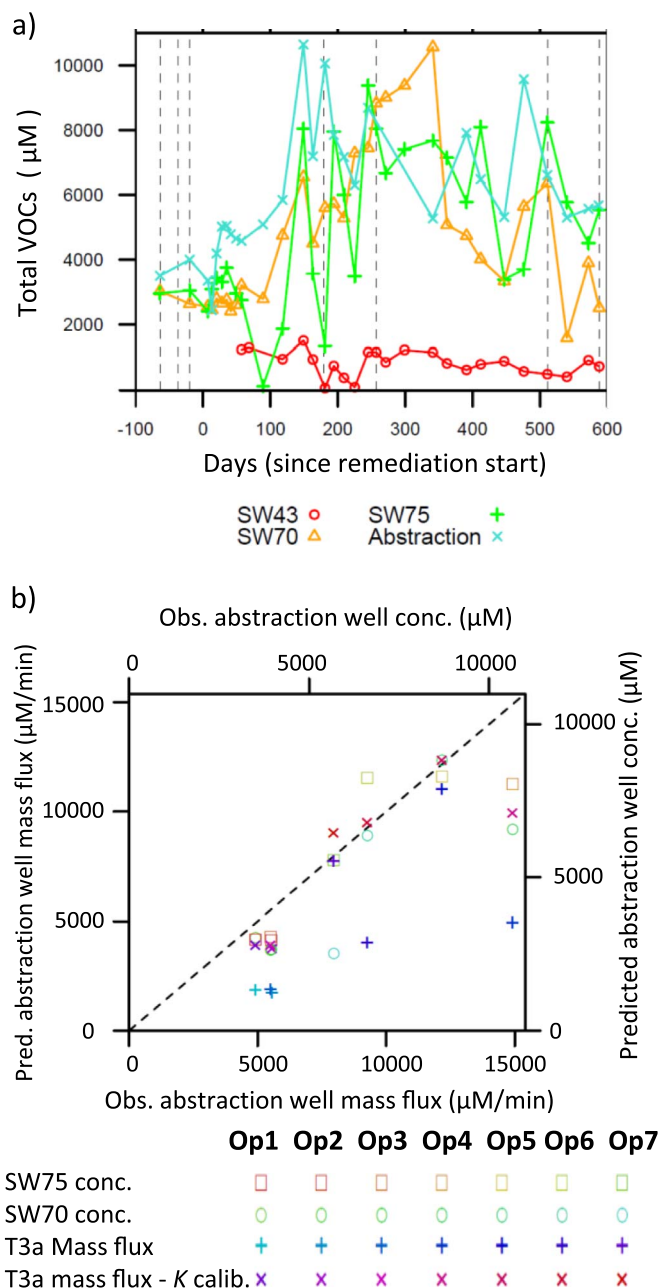 a)
Total VOCs ( µM )
10000
8000
6000
4000
2000
-100 0 100 200 300 400 500 600
Days (since remediation start)
SW43 SW75
SW70 Abstraction
b)
Obs. abstraction well conc. (µM)
0 5000 10000
Pred. abstraction well mass flux (µM/min)
15000
10000
5000
0
10000
5000
0
Predicted abstraction well conc. (µM)
0 5000 10000 15000
Obs. abstraction well mass flux (µM/min)
Op1 Op2 Op3 Op4 Op5 Op6 Op7
SW75 conc.
SW70 conc.
T3a Mass flux
T3a mass flux - K calib.